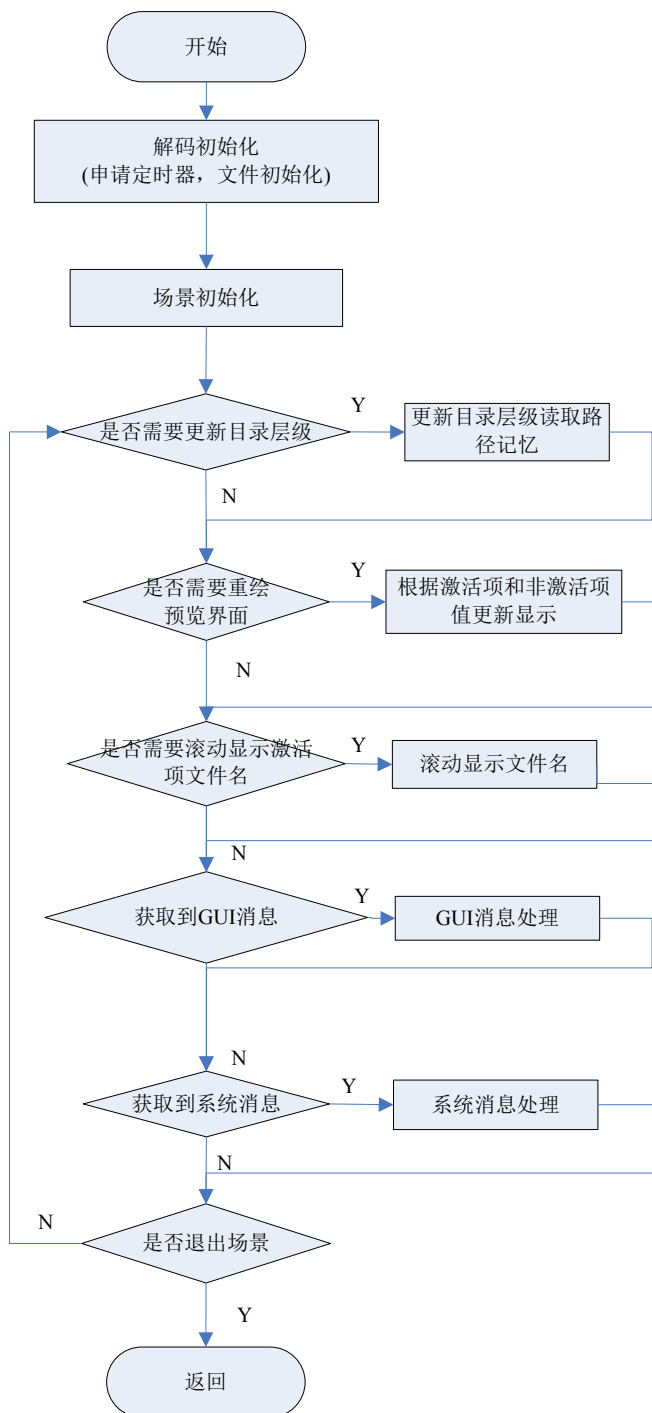 开始
解码初始化
(申请定时器，文件初始化)
场景初始化
Y
是否需要更新目录层级
更新目录层级读取路
径记忆
N
Y
是否需要重绘
预览界面
根据激活项和非激活项
值更新显示
N
是否需要滚动显示激活
项文件名
Y
滚动显示文件名
N
Y
获取到GUI消息
GUI消息处理
N
Y
获取到系统消息
系统消息处理
N
N
是否退出场景
Y
返回